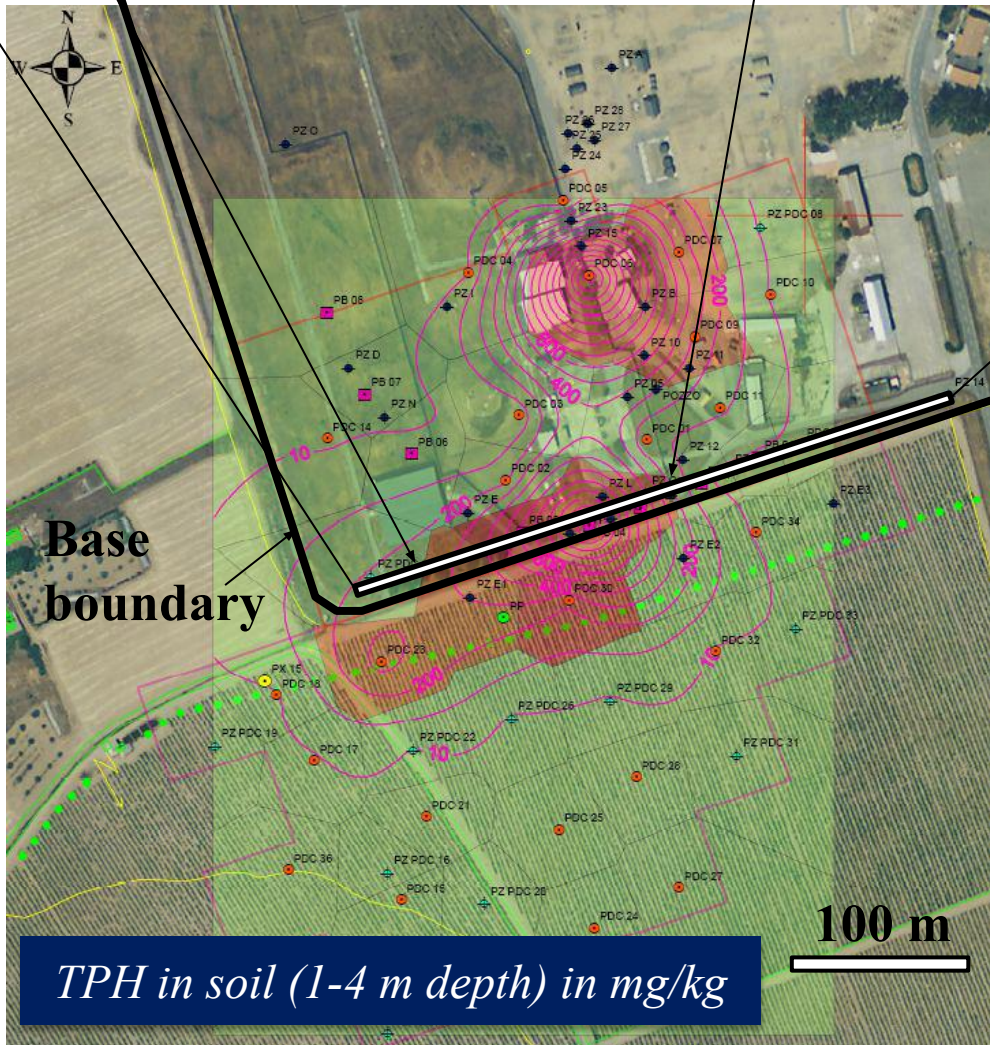 N
W E
S
PZ A
PZ O
PZ 28
PZ 26
PZ 27
PZ 25
PZ 24
PDC 05
PZ 23
PZ PDC 08
PZ 15
PDC 07
PDC 04
PDC 06
PDC 10
200
PZ I
PZ B
PB 08
PDC 09
600
PZ 10
PZ D
PZ 11
400
PB 07
PZ 05
POZZO
PZ 14
PZ N
PDC 03
PDC 11
PDC 14
PDC 01
10
PB 06
PZ 12
PDC 02
PZ L
PZ E3
200
PZ E
PDC 34
Base
boundary
PZ E2
200
PZ E1
PDC 30
PP
PZ PDC 33
PDC 23
PDC 32
10
200
PX 15
PDC 18
PZ PDC 29
PZ PDC 26
PZ PDC 19
PZ PDC 22
10
PDC 17
PZ PDC 31
PDC 28
PDC 21
PDC 25
PDC 36
PZ PDC 16
PDC 15
PZ PDC 28
PDC 27
PDC 24
100 m
TPH in soil (1-4 m depth) in mg/kg